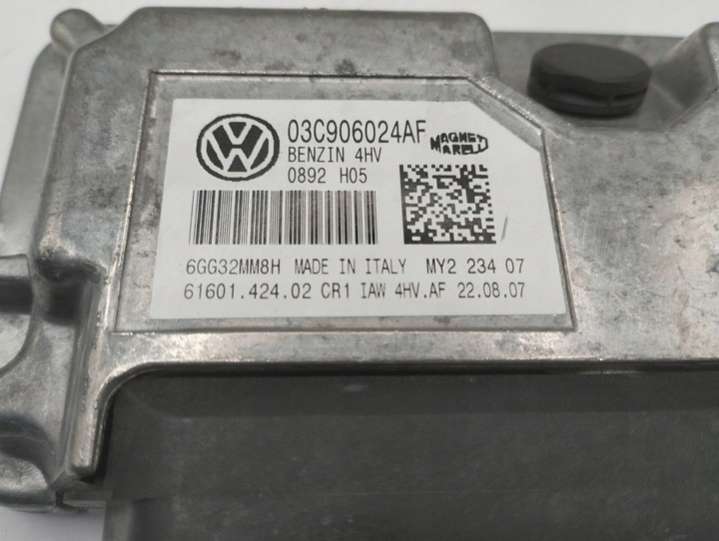 03C906024AF MAGNETI
BENZIN 4HV MARELLI
0892 H05
6GG32MM8H MADE IN ITALY MY2 234 07
61601.424.02 CR1 IAW 4HV.AF 22.08.07